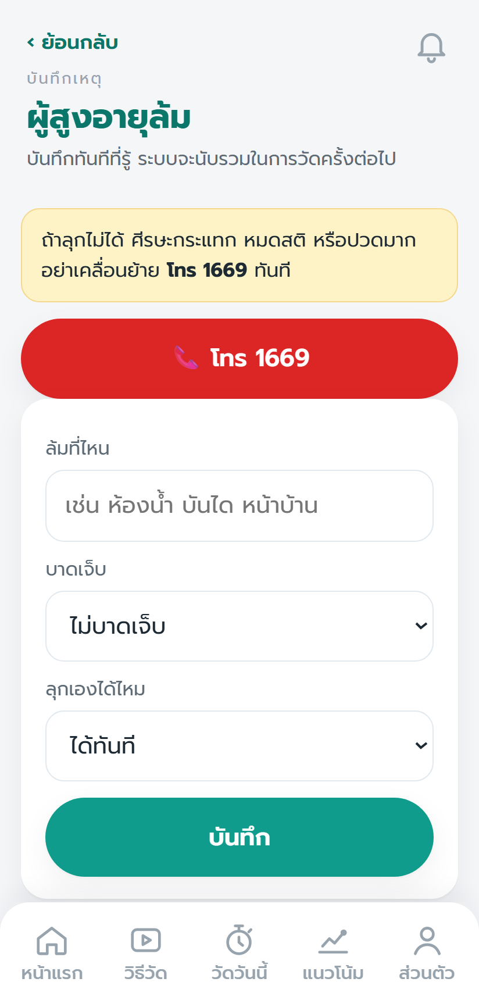 ‹ ย้อนกลับ
บันทึกเหตุ
ผู้สูงอายุล้ม
บันทึกทันทีที่รู้ ระบบจะนับรวมในการวัดครั้งต่อไป
ถ้าลุกไม่ได้ ศีรษะกระแทก หมดสติ หรือปวดมาก
อย่าเคลื่อนย้าย โทร 1669 ทันที
📞 โทร 1669
ล้มที่ไหน
เช่น ห้องน้ำ บันได หน้าบ้าน
บาดเจ็บ
ไม่บาดเจ็บ
ลุกเองได้ไหม
ได้ทันที
บันทึก
หน้าแรก วิธีวัด วัดวันนี้ แนวโน้ม ส่วนตัว